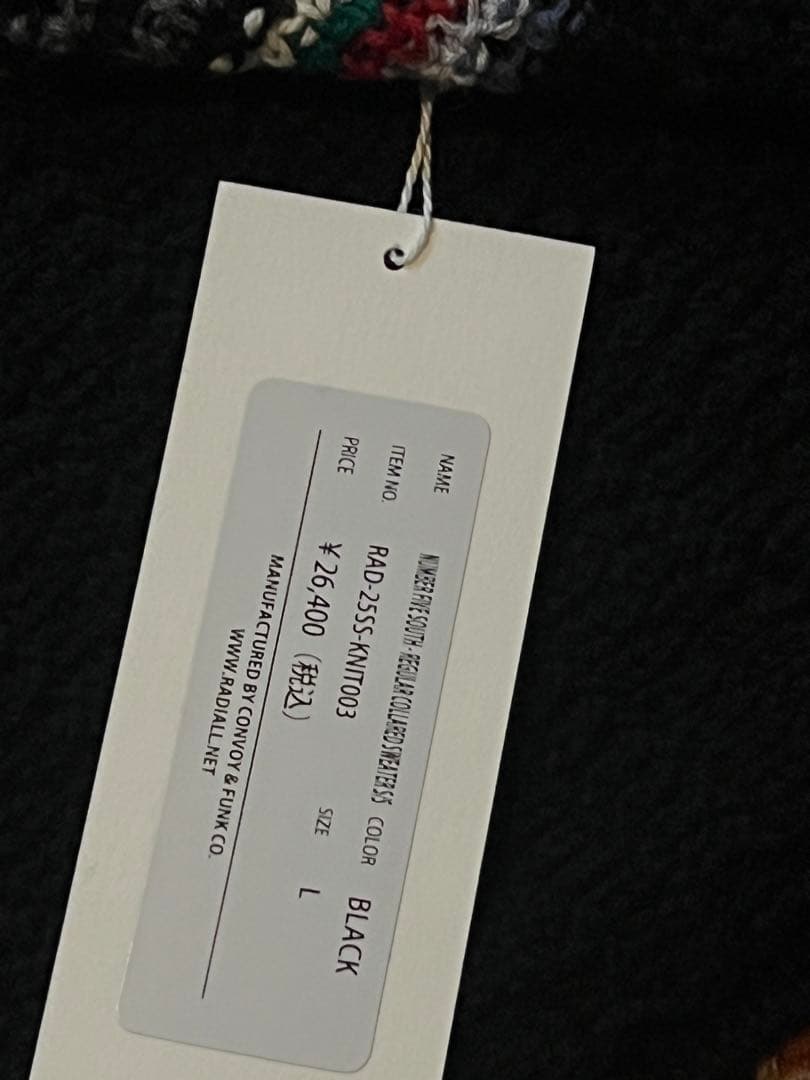 NAME NUMBER FIVE SOUTH - REGULAR COLLARED SWEATER S/S
ITEM NO. RAD-25SS-KNIT003 COLOR BLACK
PRICE ¥26,400（税込） SIZE L
MANUFACTURED BY CONVOY & FUNK CO.
WWW.RADIALL.NET